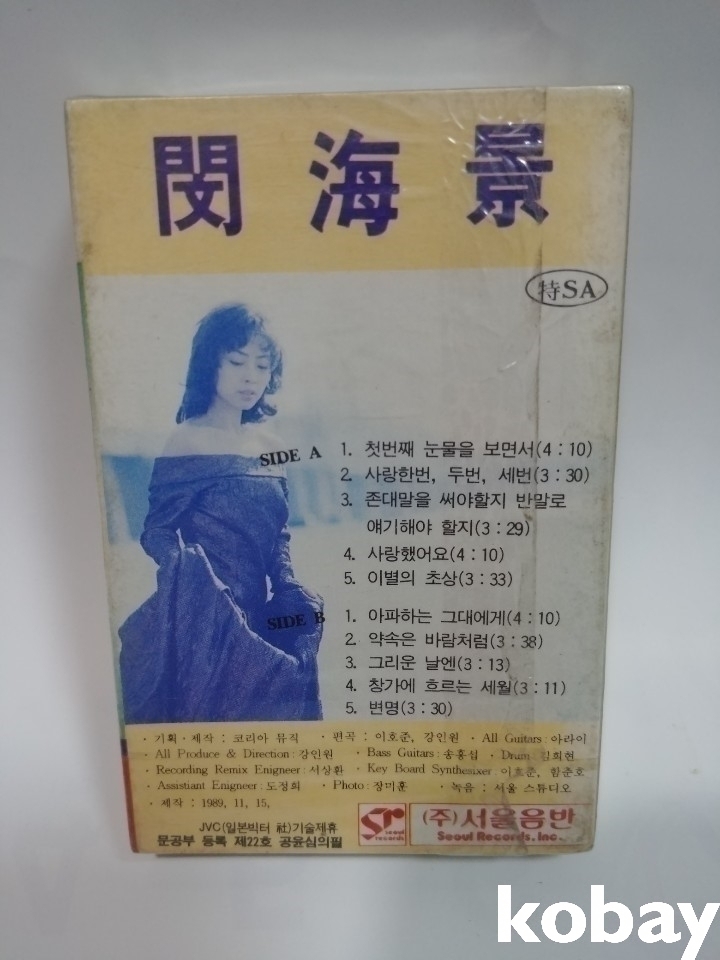 閔海景
特SA
SIDE A
1. 첫번째 눈물을 보면서(4:10)
2. 사랑한번, 두번, 세번(3:30)
3. 존대말을 써야할지 반말로
얘기해야 할지(3:29)
4. 사랑했어요(4:10)
5. 이별의 초상(3:33)
SIDE B
1. 아파하는 그대에게(4:10)
2. 약속은 바람처럼(3:38)
3. 그리운 날엔(3:13)
4. 창가에 흐르는 세월(3:11)
5. 변명(3:30)
· 기획·제작 : 코리아 뮤직 · 편곡 : 이호준, 강인원 · All Guitars : 아라이
· All Produce & Direction : 강인원 · Bass Guitars : 송홍섭 · Drum : 김희현
· Recording Remix Enigneer : 서상환 · Key Board Synthesixer : 이호준, 함춘호
· Assistiant Enigneer : 도정회 · Photo : 장미훈 · 녹음 : 서울 스튜디오
· 제작 : 1989, 11, 15,
JVC(일본빅터 社)기술제휴
문공부 등록 제22호 공윤심의필
sr seoul records
(주)서울음반
Seoul Records, Inc.
kobay